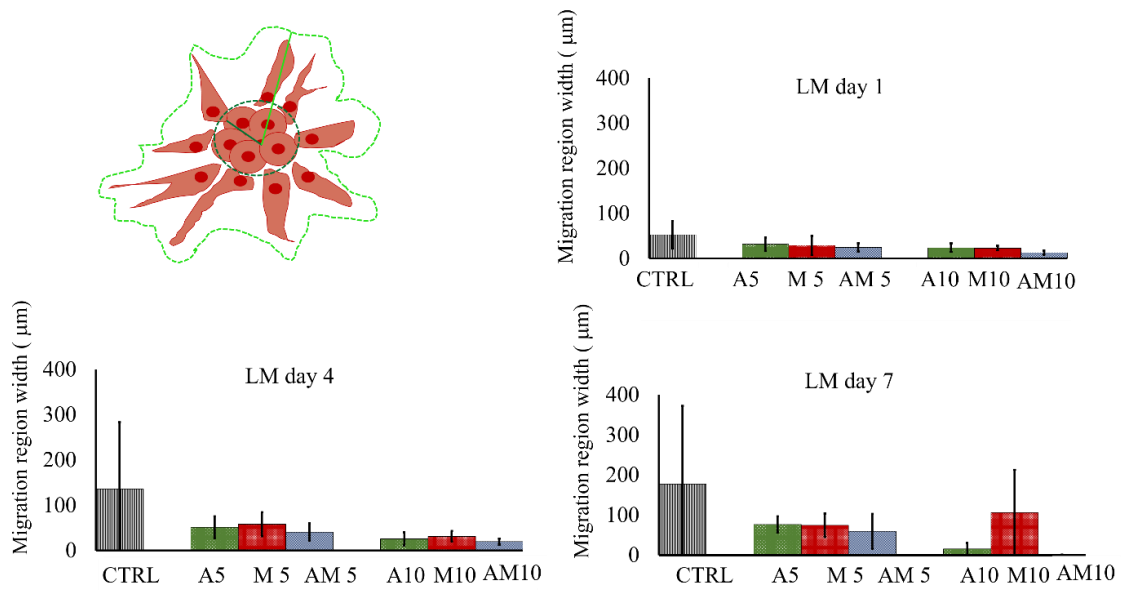 Migration region width ( μm)
LM day 1
400
300
200
100
0
CTRL A5 M 5 AM 5 A10 M10 AM10
Migration region width ( μm)
LM day 4
400
300
200
100
0
CTRL A5 M 5 AM 5 A10 M10 AM10
Migration region width ( μm)
LM day 7
400
300
200
100
0
CTRL A5 M 5 AM 5 A10 M10 AM10